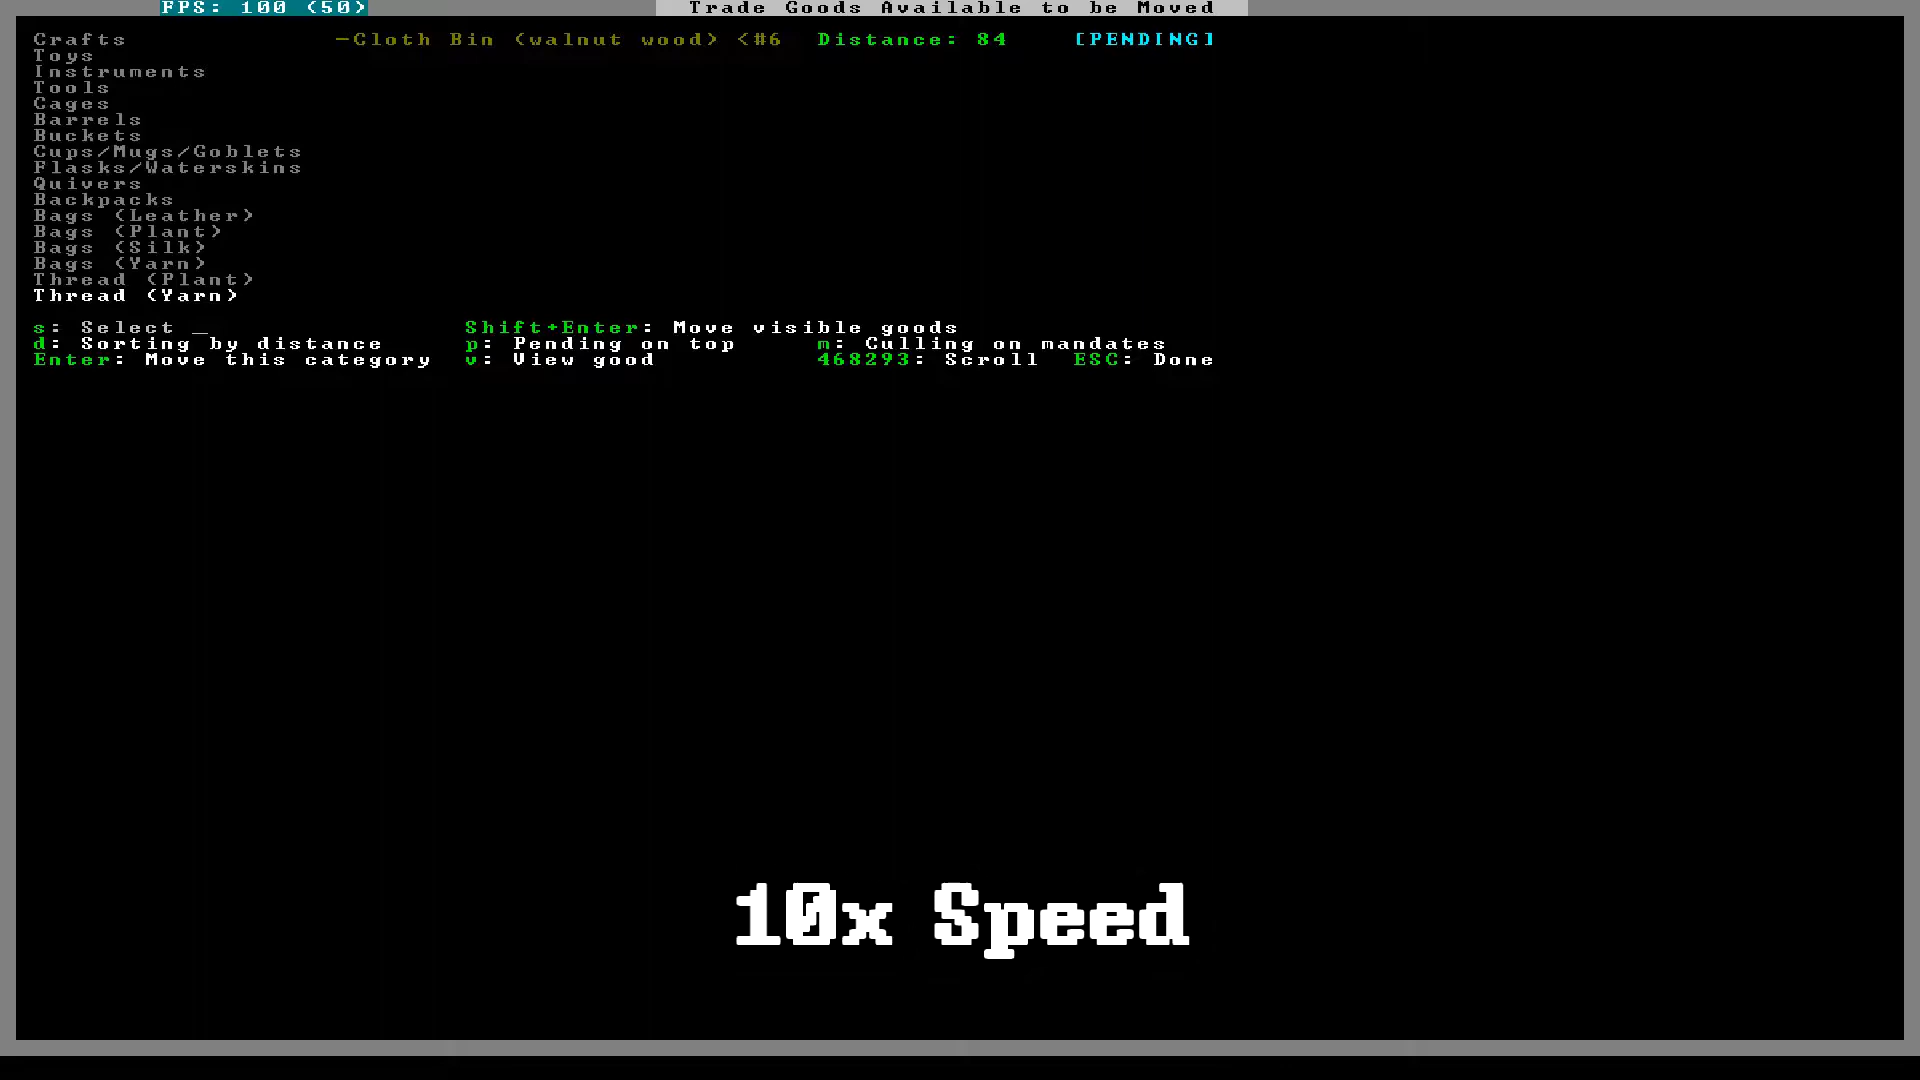 FPS: 100 (50)
Trade Goods Available to be Moved
Crafts
-Cloth Bin (walnut wood) <#6 Distance: 84 [PENDING]
Toys
Instruments
Tools
Cages
Barrels
Buckets
Cups/Mugs/Goblets
Flasks/Waterskins
Quivers
Backpacks
Bags (Leather)
Bags (Plant)
Bags (Silk)
Bags (Yarn)
Thread (Plant)
Thread (Yarn)
s: Select _ Shift+Enter: Move visible goods
d: Sorting by distance p: Pending on top m: Culling on mandates
Enter: Move this category v: View good 468293: Scroll ESC: Done
10x Speed